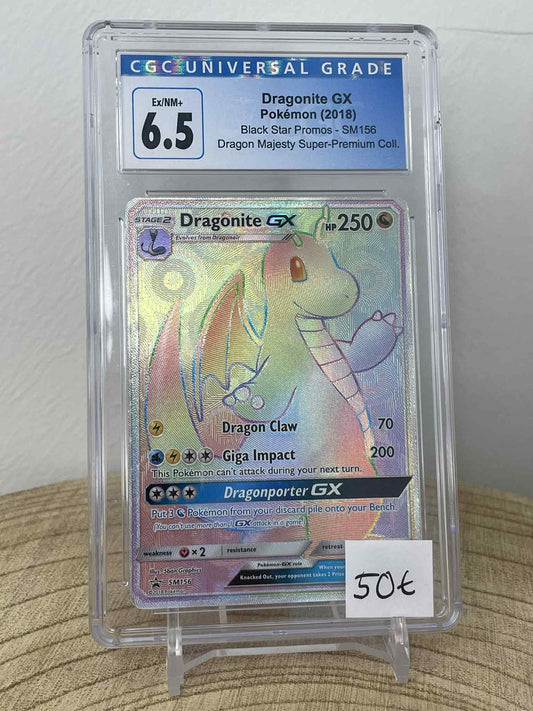 CGC UNIVERSAL GRADE
Ex/NM+
6.5
Dragonite GX
Pokémon (2018)
Black Star Promos - SM156
Dragon Majesty Super-Premium Coll.
STAGE 2
Dragonite GX
HP 250
Evolves from Dragonair
Dragon Claw 70
Giga Impact 200
This Pokémon can't attack during your next turn.
Dragonporter GX
Put 3 Pokémon from your discard pile onto your Bench.
(You can't use more than 1 GX attack in a game.)
weakness × 2 resistance retreat
Pokémon-GX rule
When your
Knocked Out, your opponent takes 2 Prize
Illus. 5ban Graphics
SM156
50€